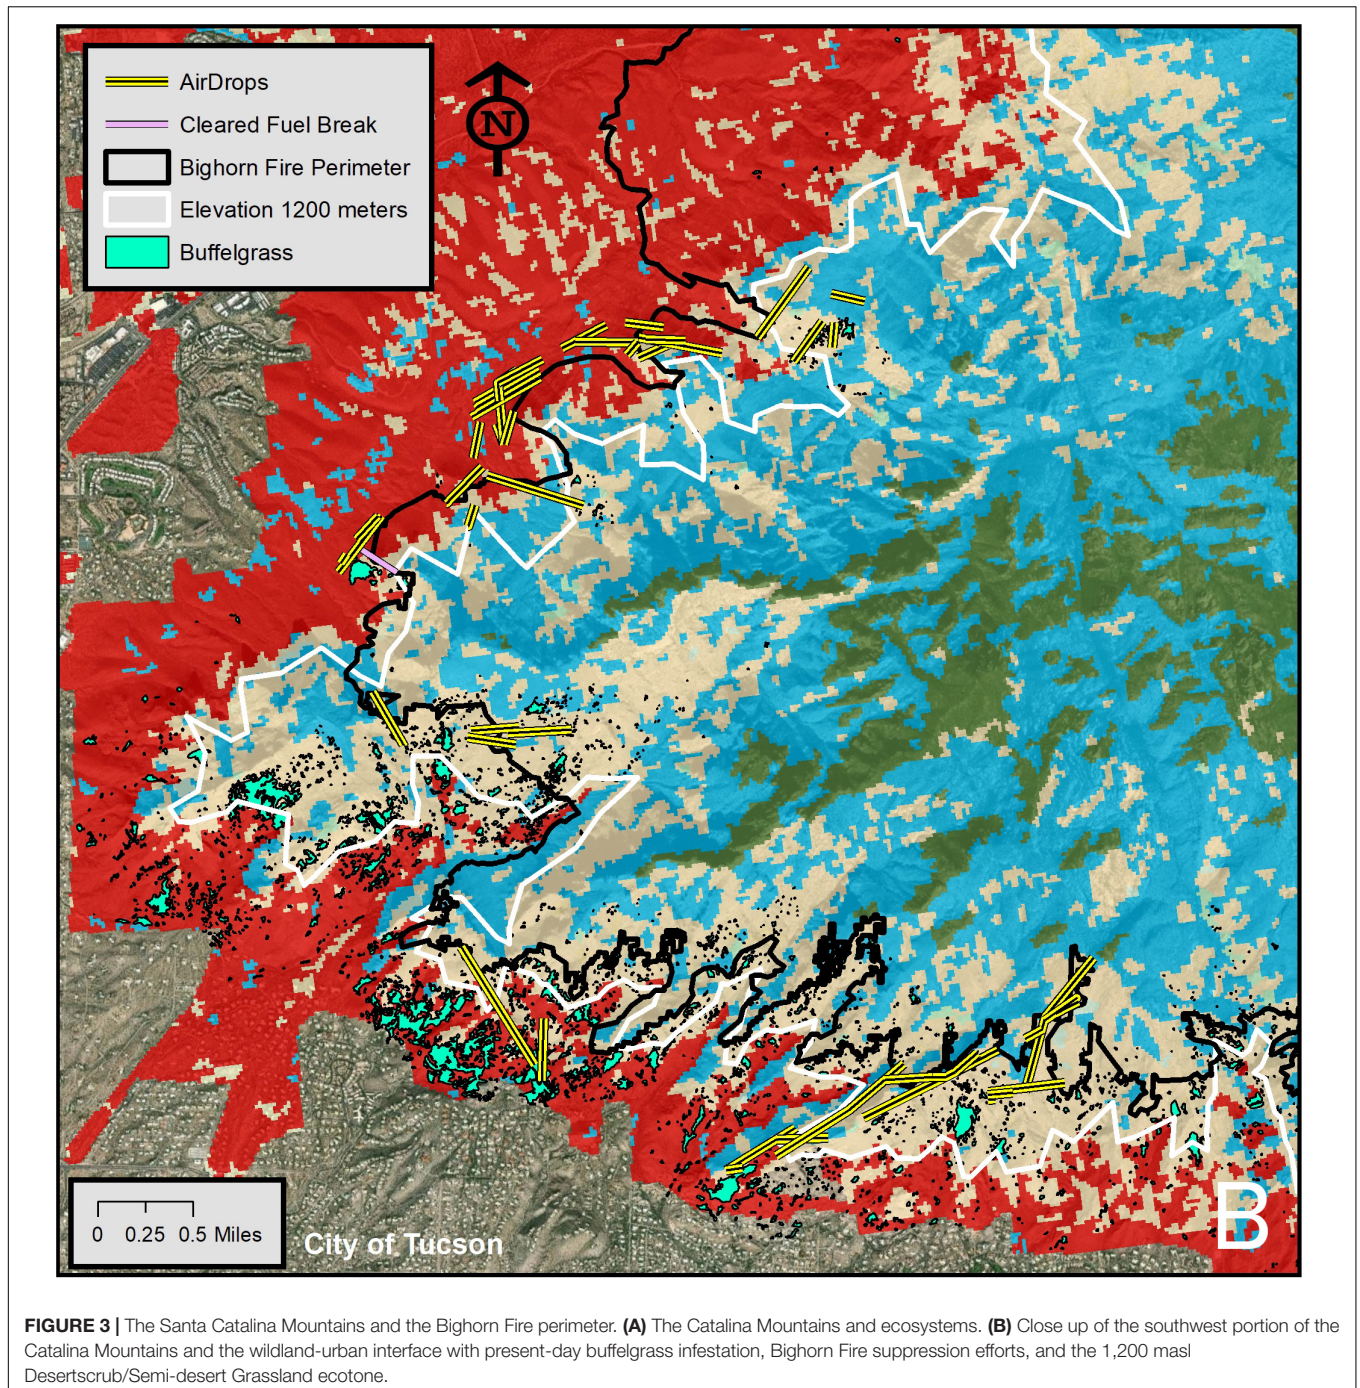 AirDrops
Cleared Fuel Break
Bighorn Fire Perimeter
Elevation 1200 meters
Buffelgrass
N
0 0.25 0.5 Miles
City of Tucson
B
FIGURE 3 | The Santa Catalina Mountains and the Bighorn Fire perimeter. (A) The Catalina Mountains and ecosystems. (B) Close up of the southwest portion of the
Catalina Mountains and the wildland-urban interface with present-day buffelgrass infestation, Bighorn Fire suppression efforts, and the 1,200 masl
Desertscrub/Semi-desert Grassland ecotone.